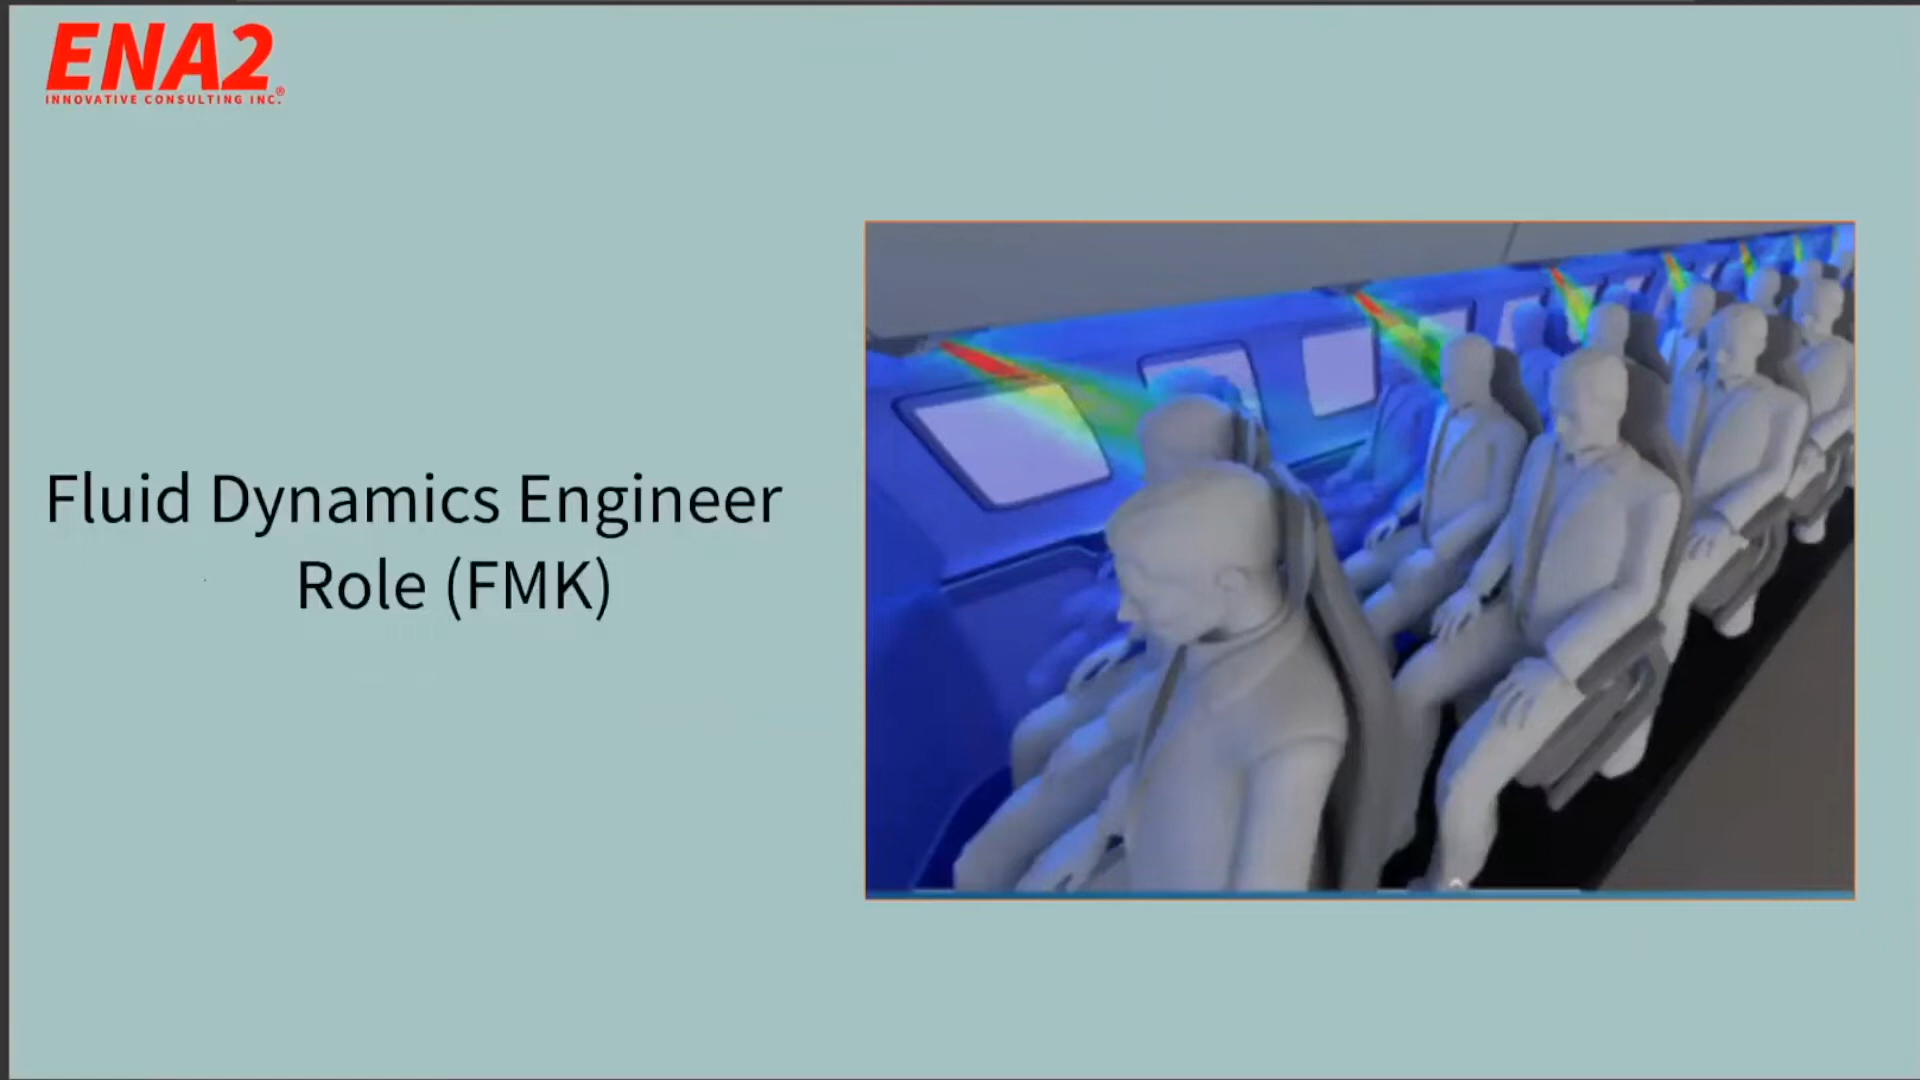 ENA2®
INNOVATIVE CONSULTING INC.
Fluid Dynamics Engineer
Role (FMK)